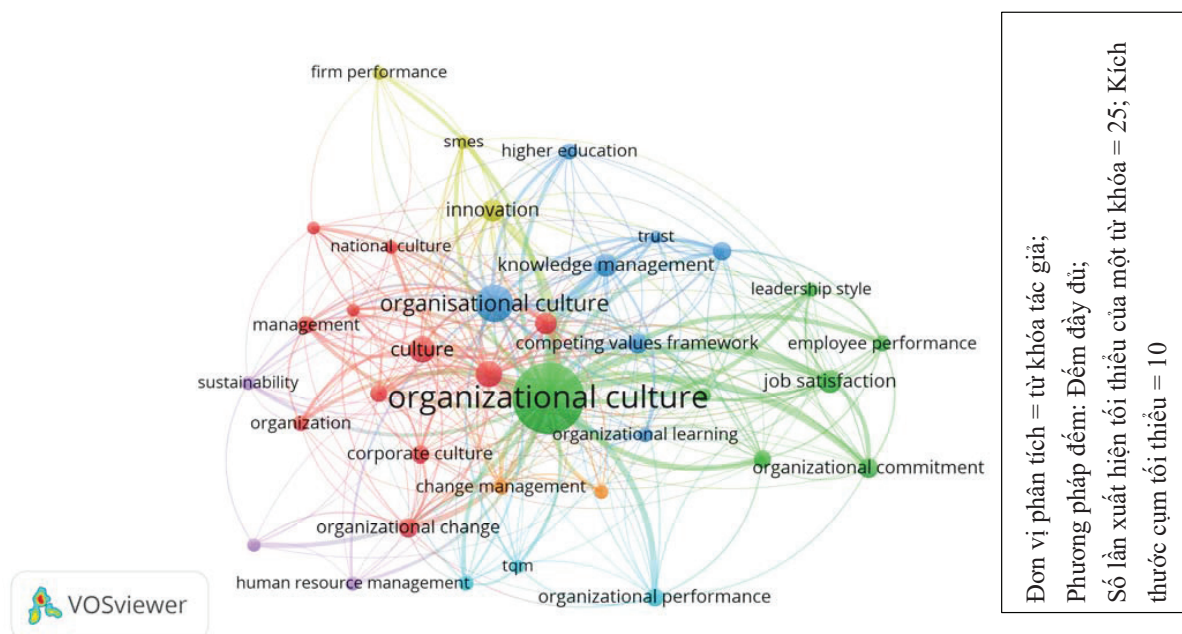 firm performance
smes
higher education
innovation
trust
national culture
knowledge management
leadership style
organisational culture
management
competing values framework
employee performance
culture
sustainability
job satisfaction
organizational culture
organization
organizational learning
corporate culture
organizational commitment
change management
organizational change
tqm
human resource management
organizational performance
VOSviewer
Đơn vị phân tích = từ khóa tác giả;
Phương pháp đếm: Đếm đầy đủ;
Số lần xuất hiện tối thiểu của một từ khóa = 25; Kích
thước cụm tối thiểu = 10